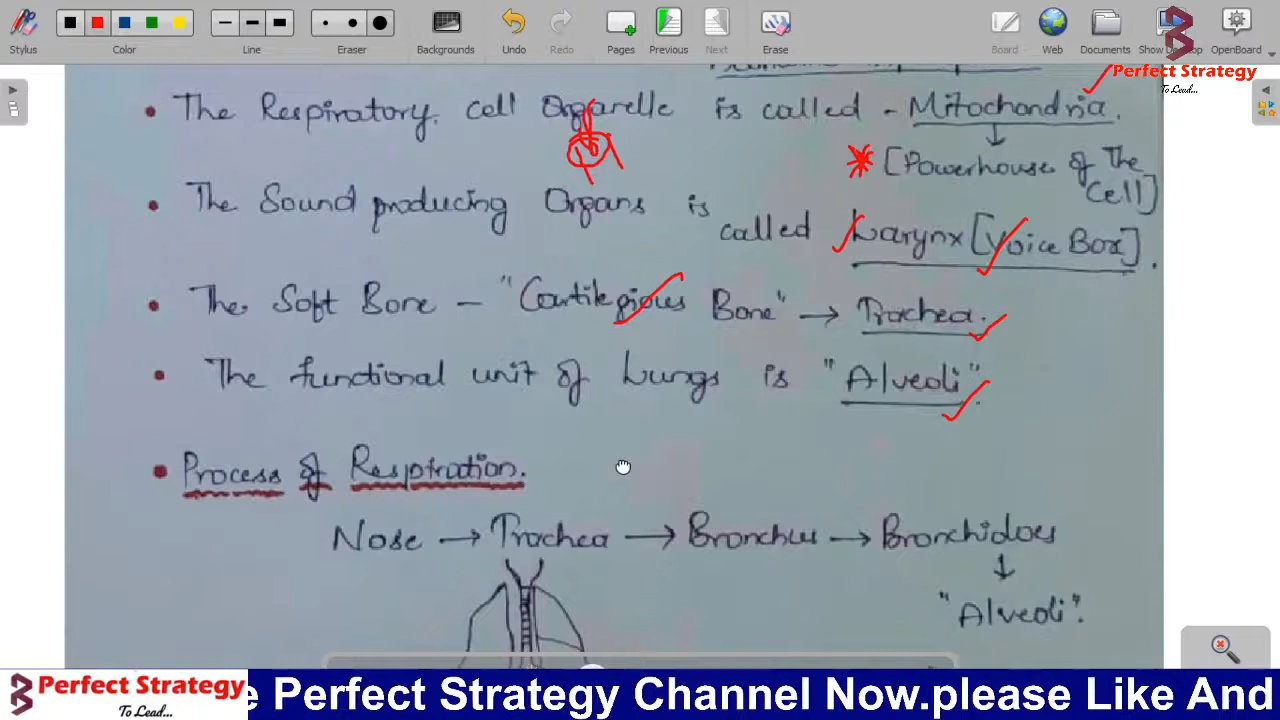 Stylus
Color
Line
Eraser
Backgrounds
Undo
Redo
Pages
Previous
Next
Erase
Board
Web
Documents
OpenBoard
Perfect Strategy
To Lead...
• The Respiratory cell Organelle is called - Mitochondria.
[Powerhouse of The
Cell]
• The Sound producing Organs is
called Larynx [Voice Box].
• The Soft Bone - "Cartilegious Bone" → Trachea.
• The functional unit of Lungs is "Alveoli".
• Process of Respiration.
Nose → Trachea → Bronchus → Bronchidoes
↓
"Alveoli".
Perfect Strategy
To Lead...
e Perfect Strategy Channel Now.please Like And